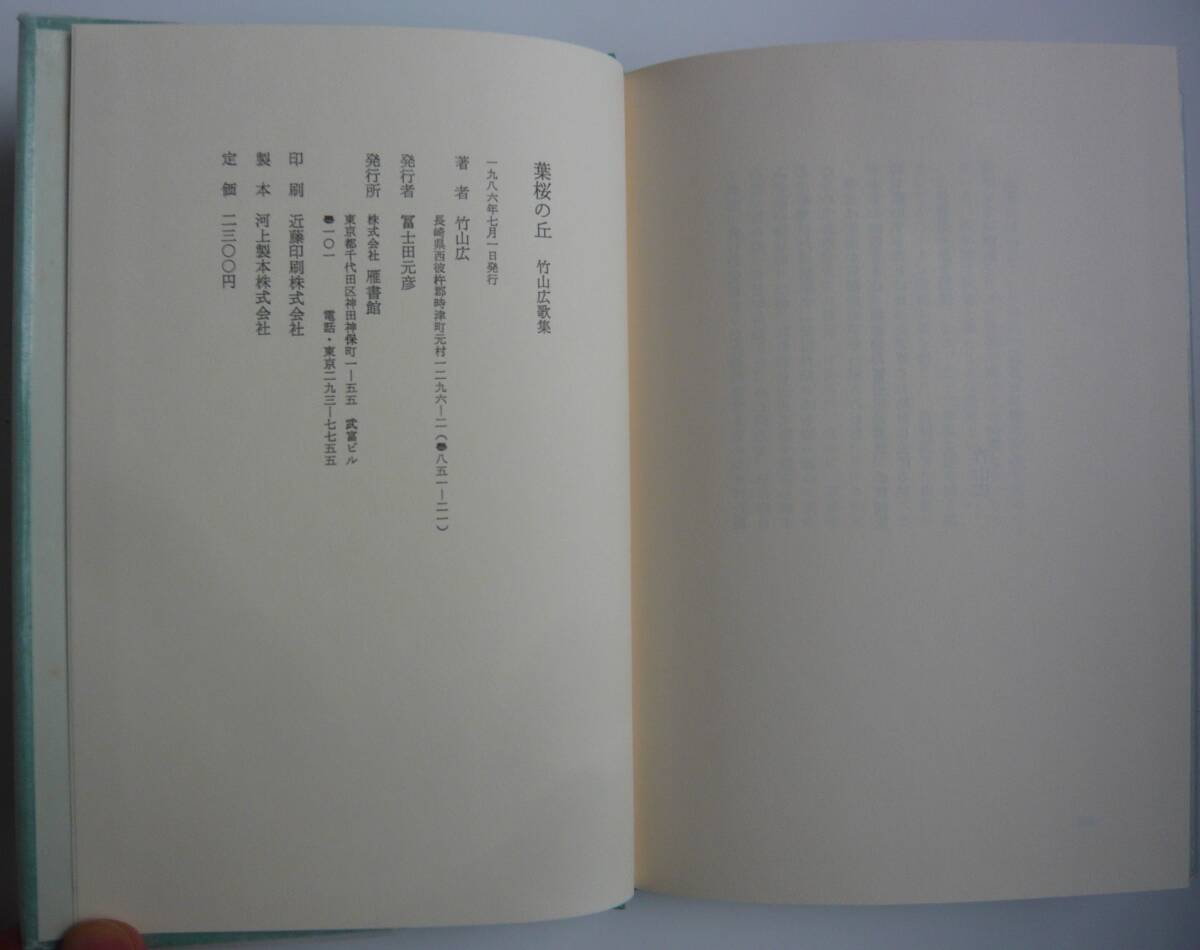 葉桜の丘 竹山広歌集
一九八六年七月一日発行
著者 竹山広
長崎県西彼杵郡時津町元村一二九六―二(〠八五一―二一)
発行者 冨士田元彦
発行所 株式会社 雁書館
東京都千代田区神田神保町一―五五 武富ビル
〠一〇一 電話・東京二九三―七七五五
印刷 近藤印刷株式会社
製本 河上製本株式会社
定価 二三〇〇円